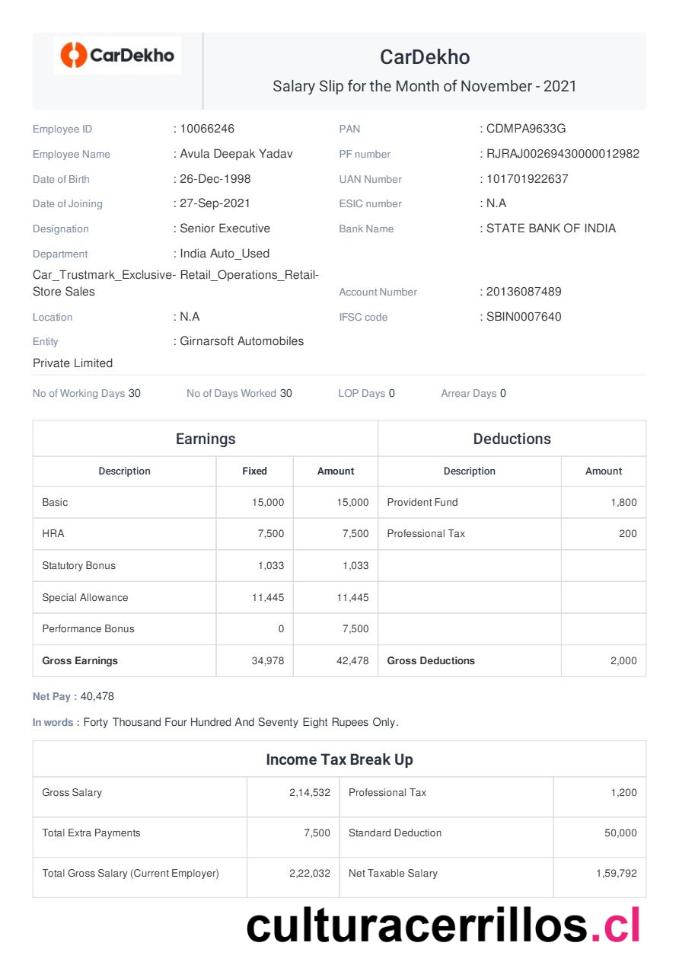 CarDekho
CarDekho
Salary Slip for the Month of November - 2021
Employee ID : 10066246 PAN : CDMPA9633G
Employee Name : Avula Deepak Yadav PF number : RJRAJ00269430000012982
Date of Birth : 26-Dec-1998 UAN Number : 101701922637
Date of Joining : 27-Sep-2021 ESIC number : N.A
Designation : Senior Executive Bank Name : STATE BANK OF INDIA
Department : India Auto_Used
Car_Trustmark_Exclusive- Retail_Operations_Retail-
Store Sales Account Number : 20136087489
Location : N.A IFSC code : SBIN0007640
Entity : Girnarsoft Automobiles
Private Limited
No of Working Days 30 No of Days Worked 30 LOP Days 0 Arrear Days 0
Earnings Deductions
Description Fixed Amount Description Amount
Basic 15,000 15,000 Provident Fund 1,800
HRA 7,500 7,500 Professional Tax 200
Statutory Bonus 1,033 1,033
Special Allowance 11,445 11,445
Performance Bonus 0 7,500
Gross Earnings 34,978 42,478 Gross Deductions 2,000
Net Pay : 40,478
In words : Forty Thousand Four Hundred And Seventy Eight Rupees Only.
Income Tax Break Up
Gross Salary 2,14,532 Professional Tax 1,200
Total Extra Payments 7,500 Standard Deduction 50,000
Total Gross Salary (Current Employer) 2,22,032 Net Taxable Salary 1,59,792
culturacerrillos.cl